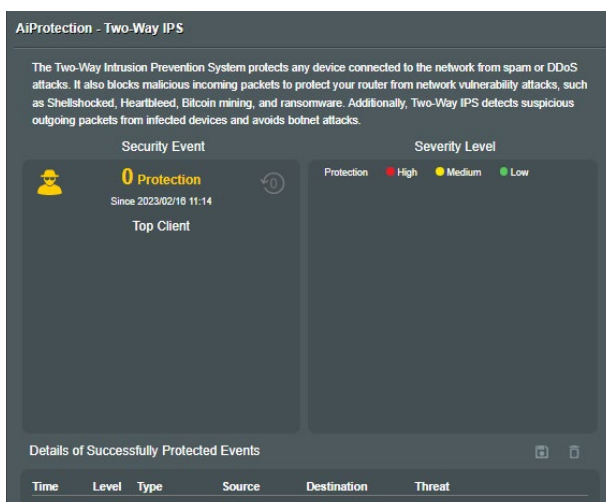 AiProtection - Two-Way IPS
The Two-Way Intrusion Prevention System protects any device connected to the network from spam or DDoS
attacks. It also blocks malicious incoming packets to protect your router from network vulnerability attacks, such
as Shellshocked, Heartbleed, Bitcoin mining, and ransomware. Additionally, Two-Way IPS detects suspicious
outgoing packets from infected devices and avoids botnet attacks.
Security Event
Severity Level
0 Protection
0
Since 2023/02/16 11:14
Top Client
Protection High Medium Low
Details of Successfully Protected Events
Time Level Type Source Destination Threat